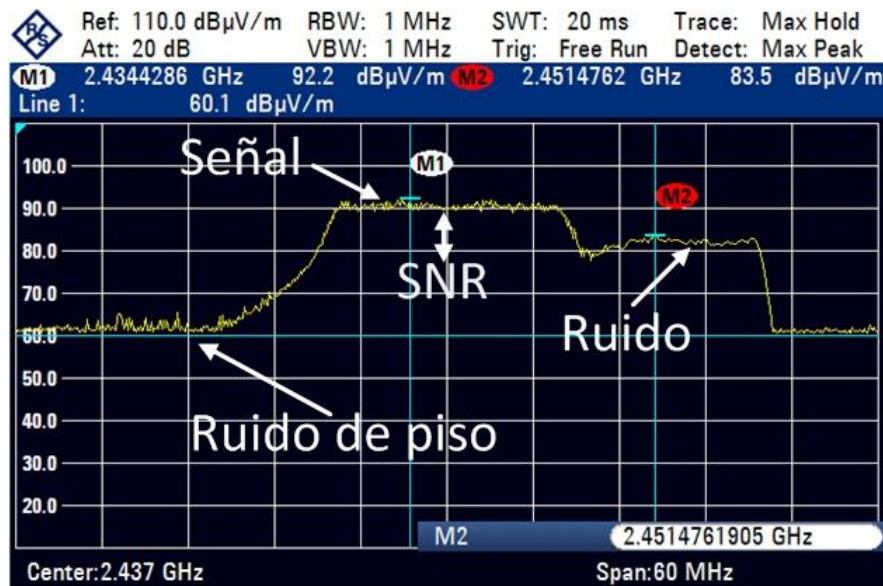 R&S
Ref: 110.0 dBµV/m RBW: 1 MHz SWT: 20 ms Trace: Max Hold
Att: 20 dB VBW: 1 MHz Trig: Free Run Detect: Max Peak
M1 2.4344286 GHz 92.2 dBµV/m M2 2.4514762 GHz 83.5 dBµV/m
Line 1: 60.1 dBµV/m
Señal
M1
M2
100.0
90.0
80.0
SNR
70.0
Ruido
60.0
50.0
Ruido de piso
40.0
30.0
20.0
M2 2.4514761905 GHz
Center:2.437 GHz Span:60 MHz